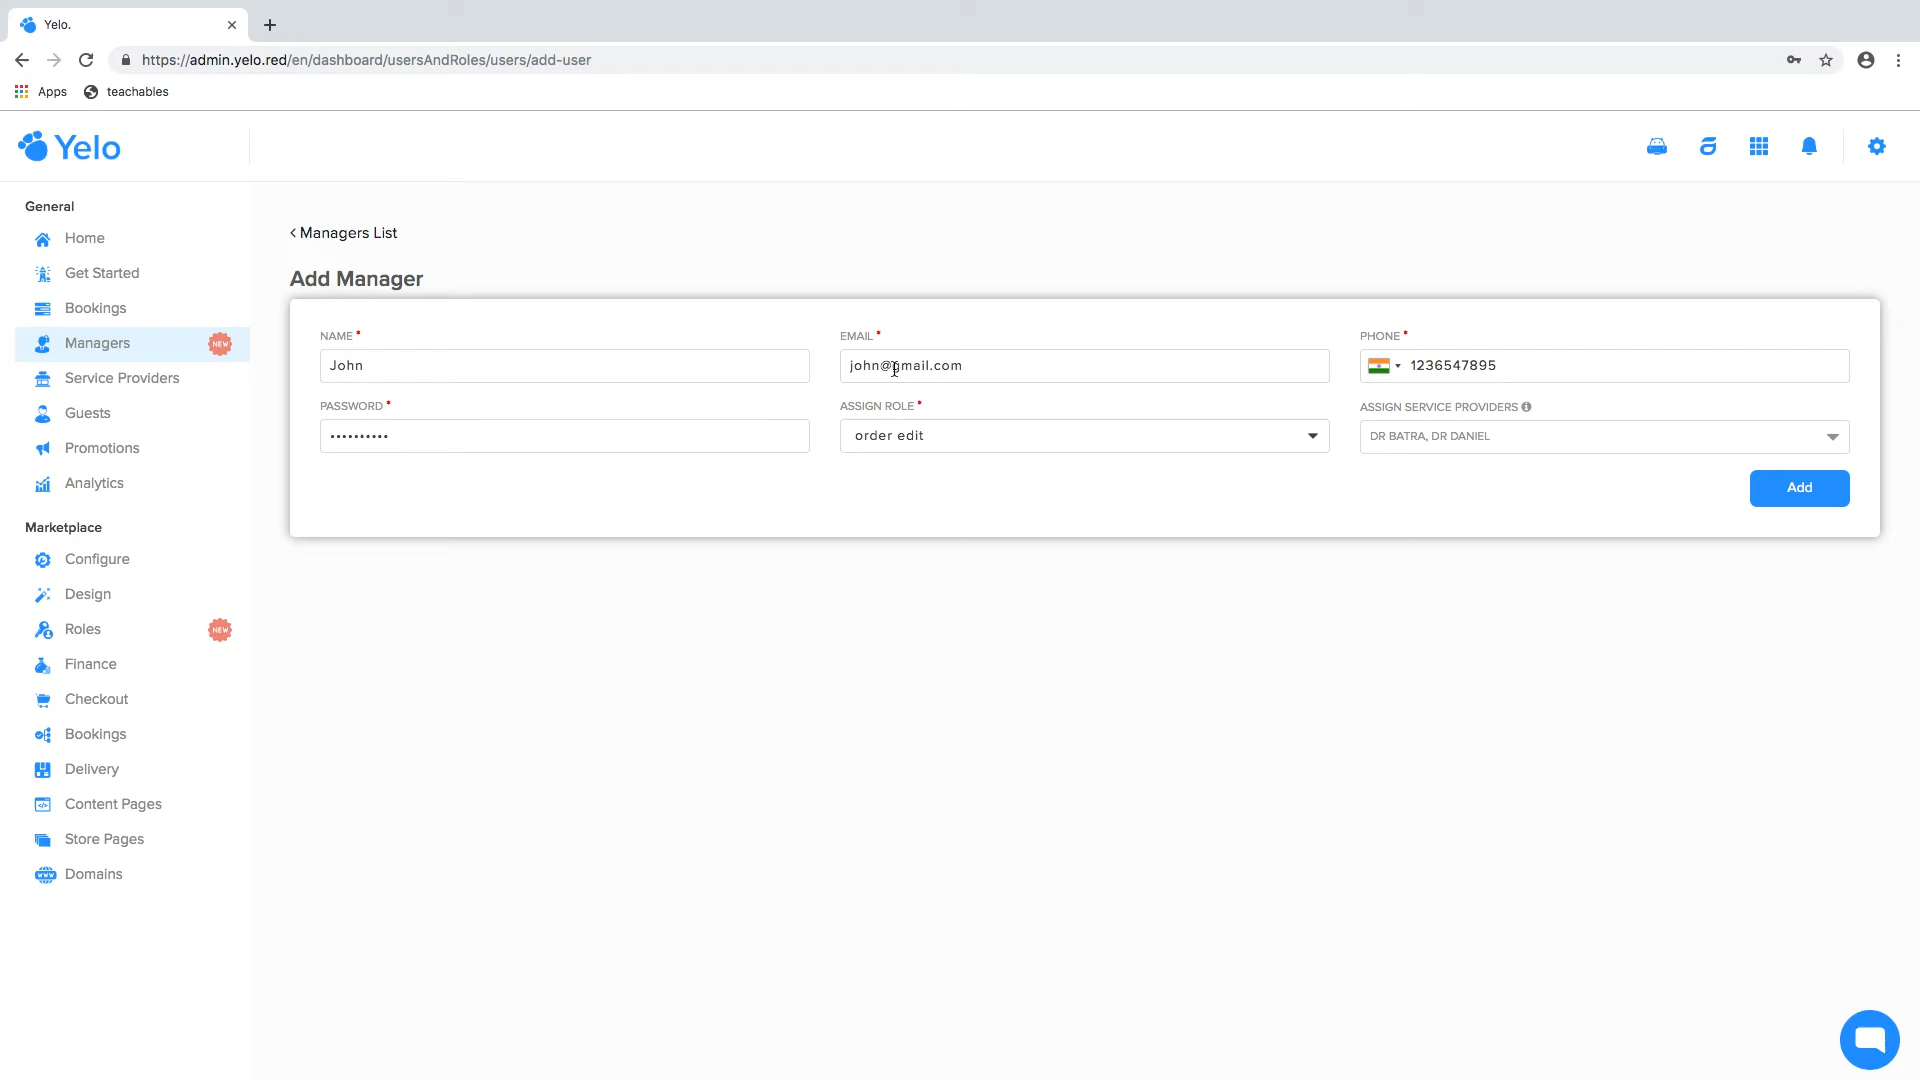 Yelo.
https://admin.yelo.red/en/dashboard/usersAndRoles/users/add-user
Apps
teachables
Yelo
General
Home
Get Started
Bookings
Managers
NEW
Service Providers
Guests
Promotions
Analytics
Marketplace
Configure
Design
Roles
NEW
Finance
Checkout
Bookings
Delivery
Content Pages
Store Pages
Domains
< Managers List
Add Manager
NAME *
EMAIL *
PHONE *
John
john@gmail.com
1236547895
PASSWORD *
ASSIGN ROLE *
ASSIGN SERVICE PROVIDERS
••••••••••
order edit
DR BATRA, DR DANIEL
Add